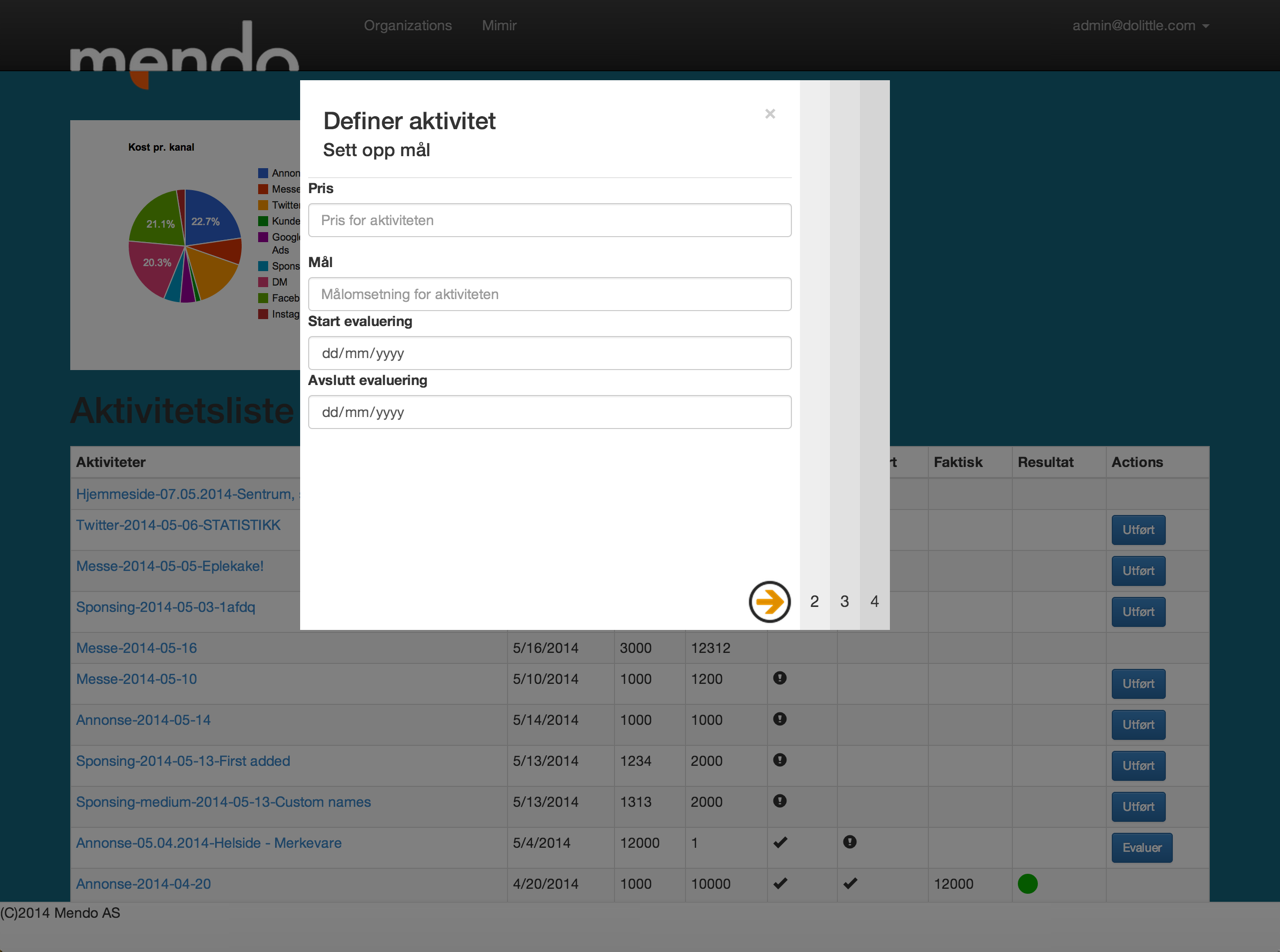 Organizations Mimir admin@dolittle.com
mendo
Definer aktivitet ×
Sett opp mål
Pris
Pris for aktiviteten
Mål
Målomsetning for aktiviteten
Start evaluering
dd/mm/yyyy
Avslutt evaluering
dd/mm/yyyy
2 3 4
Kost pr. kanal
22.7%
21.1%
20.3%
Annon
Messe
Twitte
Kunde
Googl
Ads
Spons
DM
Faceb
Instag
Aktivitetsliste
Aktiviteter Faktisk Resultat Actions
Hjemmeside-07.05.2014-Sentrum,
Twitter-2014-05-06-STATISTIKK Utført
Messe-2014-05-05-Eplekake! Utført
Sponsing-2014-05-03-1afdq Utført
Messe-2014-05-16 5/16/2014 3000 12312
Messe-2014-05-10 5/10/2014 1000 1200 Utført
Annonse-2014-05-14 5/14/2014 1000 1000 Utført
Sponsing-2014-05-13-First added 5/13/2014 1234 2000 Utført
Sponsing-medium-2014-05-13-Custom names 5/13/2014 1313 2000 Utført
Annonse-05.04.2014-Helside - Merkevare 5/4/2014 12000 1 Evaluer
Annonse-2014-04-20 4/20/2014 1000 10000 12000
(C)2014 Mendo AS